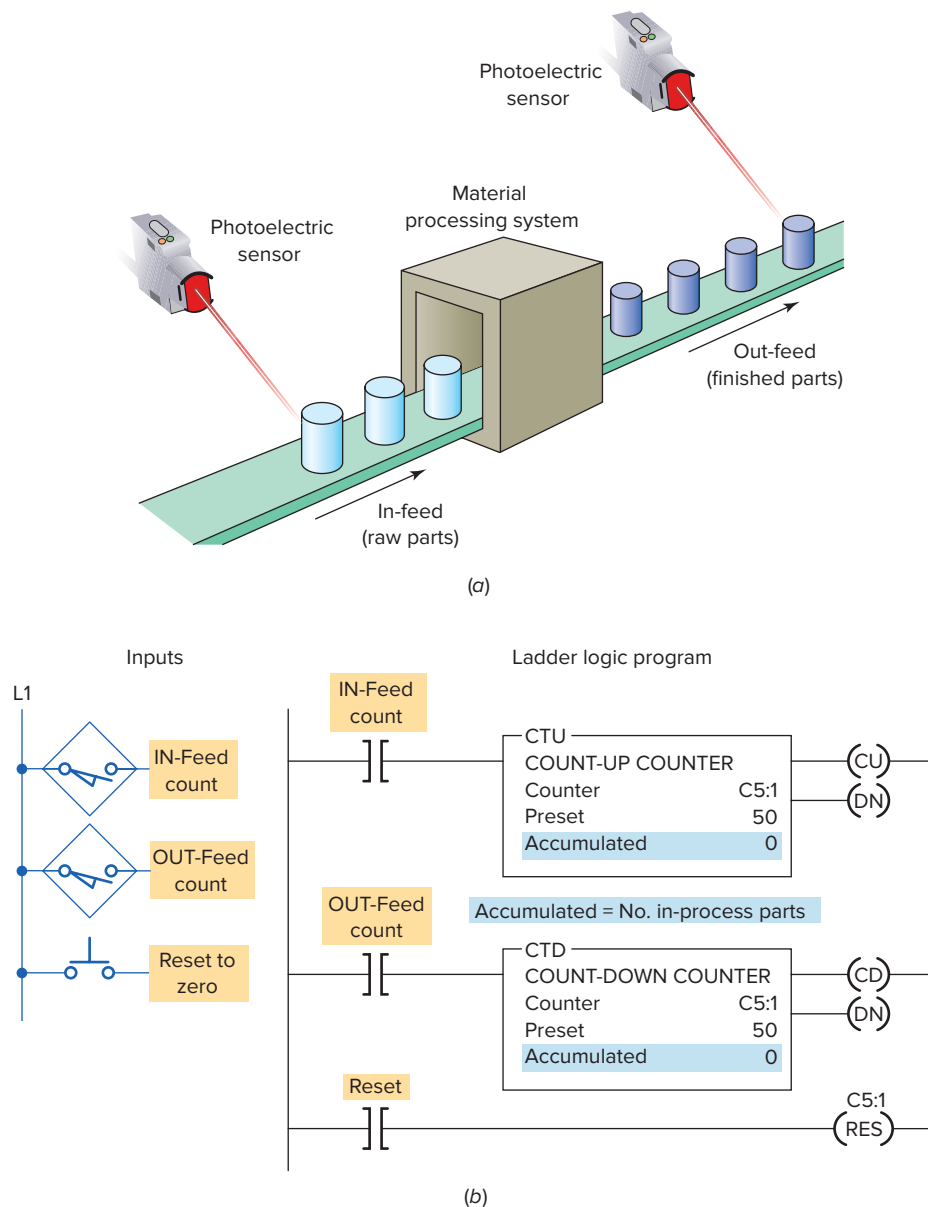 Photoelectric
sensor
Photoelectric
sensor
Material
processing system
Out-feed
(finished parts)
In-feed
(raw parts)
(a)
Inputs
Ladder logic program
L1
IN-Feed
count
OUT-Feed
count
Reset to
zero
IN-Feed
count
CTU
COUNT-UP COUNTER
Counter C5:1
Preset 50
Accumulated 0
CU
DN
OUT-Feed
count
Accumulated = No. in-process parts
CTD
COUNT-DOWN COUNTER
Counter C5:1
Preset 50
Accumulated 0
CD
DN
Reset
C5:1
RES
(b)